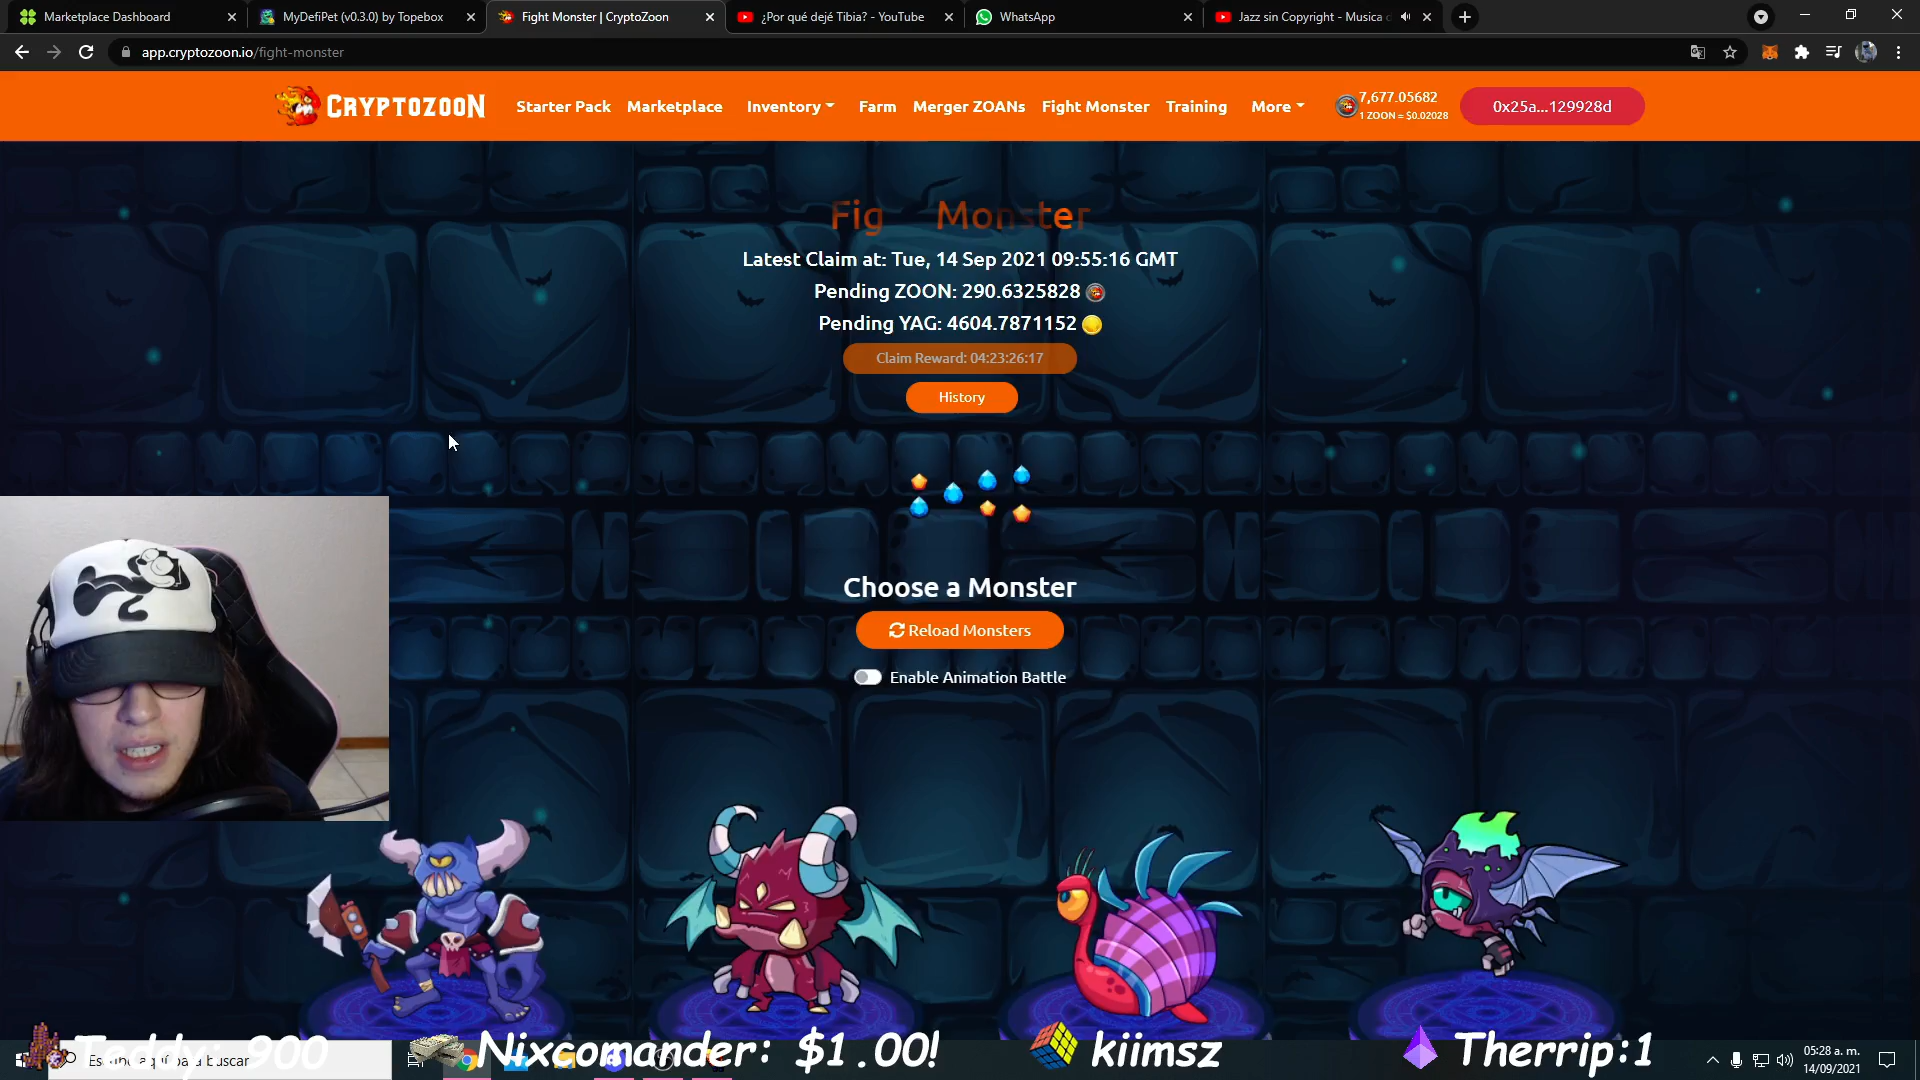 Marketplace Dashboard
MyDefiPet (v0.3.0) by Topebox
Fight Monster | CryptoZoon
¿Por qué dejé Tibia? - YouTube
WhatsApp
Jazz sin Copyright - Musica
app.cryptozoon.io/fight-monster
CRYPTOZOON
Starter Pack
Marketplace
Inventory
Farm
Merger ZOANs
Fight Monster
Training
More
7,677.05682
1 ZOON = $0.02028
0x25a...129928d
Fig Monster
Latest Claim at: Tue, 14 Sep 2021 09:55:16 GMT
Pending ZOON: 290.6325828
Pending YAG: 4604.7871152
Claim Reward: 04:23:26:17
History
Choose a Monster
Reload Monsters
Enable Animation Battle
Teddy: 900
Nixcomander: $1.00!
kiimsz
Therrip:1
05:28 a. m.
14/09/2021